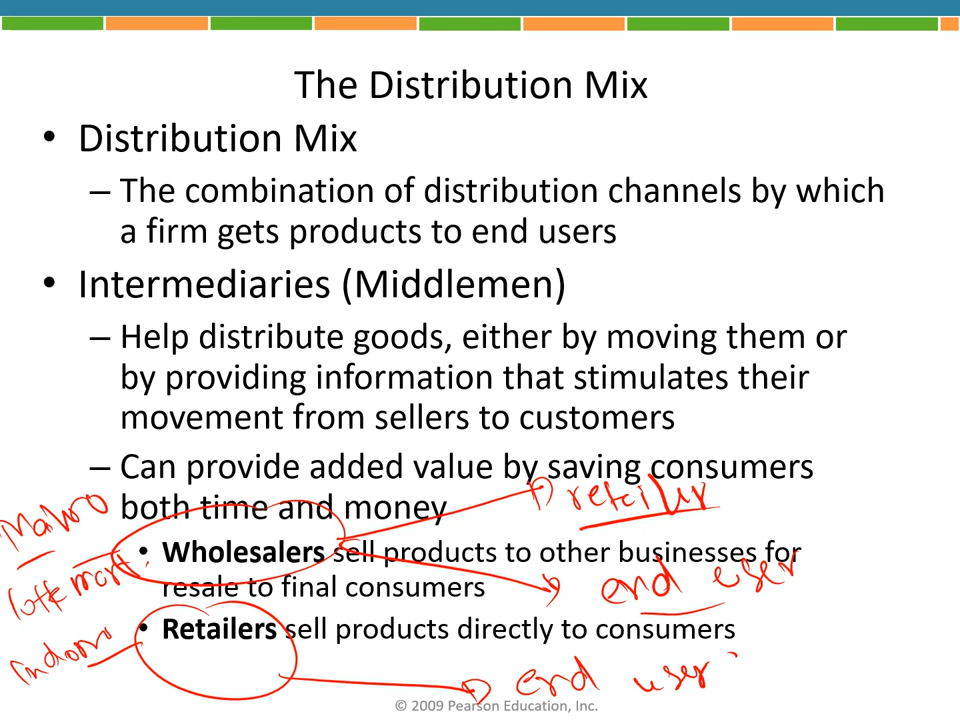 The Distribution Mix
• Distribution Mix
– The combination of distribution channels by which
a firm gets products to end users
• Intermediaries (Middlemen)
– Help distribute goods, either by moving them or
by providing information that stimulates their
movement from sellers to customers
– Can provide added value by saving consumers
both time and money
retailer
Makro
• Wholesalers sell products to other businesses for
resale to final consumers
end user
mart
• Retailers sell products directly to consumers
end user
© 2009 Pearson Education, Inc.